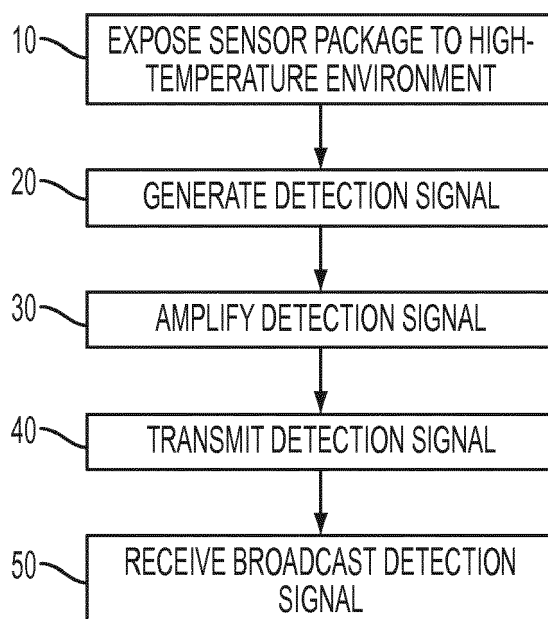 10 EXPOSE SENSOR PACKAGE TO HIGH-
TEMPERATURE ENVIRONMENT
20 GENERATE DETECTION SIGNAL
30 AMPLIFY DETECTION SIGNAL
40 TRANSMIT DETECTION SIGNAL
50 RECEIVE BROADCAST DETECTION
SIGNAL